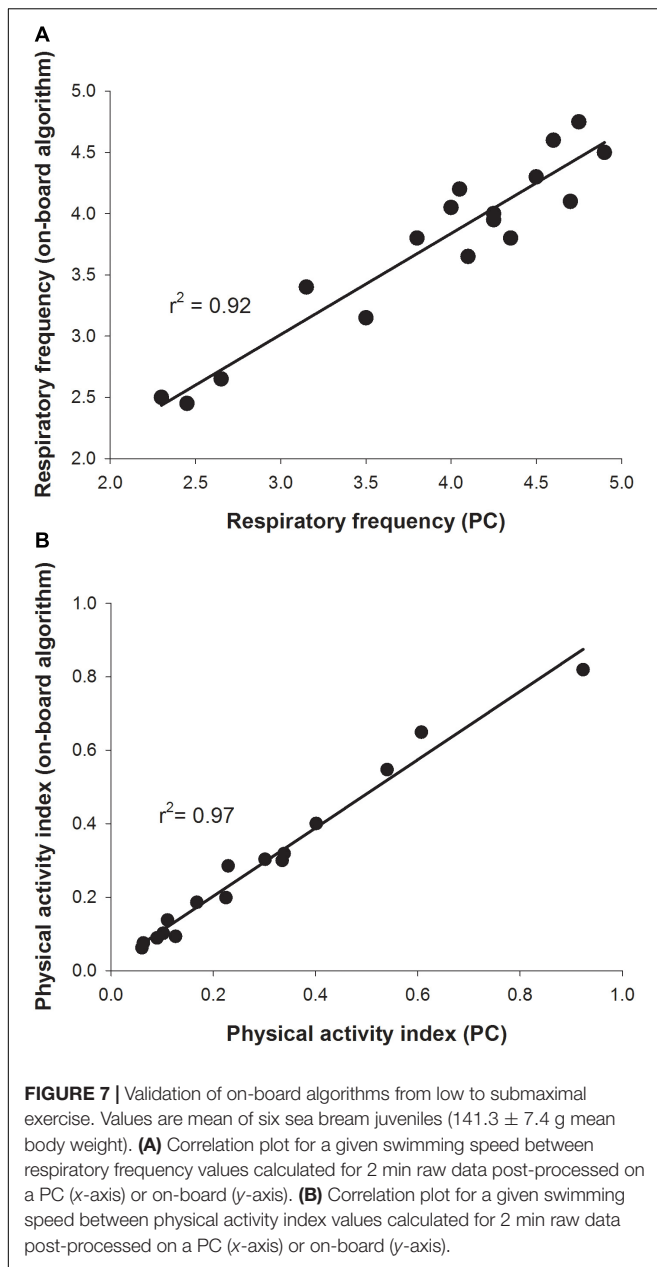 A
Respiratory frequency (on-board algorithm)
5.0
4.5
4.0
3.5
3.0
2.5
2.0
r² = 0.92
2.0 2.5 3.0 3.5 4.0 4.5 5.0
Respiratory frequency (PC)
B
Physical activity index (on-board algorithm)
1.0
0.8
0.6
0.4
0.2
0.0
r²= 0.97
0.0 0.2 0.4 0.6 0.8 1.0
Physical activity index (PC)
FIGURE 7 | Validation of on-board algorithms from low to submaximal
exercise. Values are mean of six sea bream juveniles (141.3 ± 7.4 g mean
body weight). (A) Correlation plot for a given swimming speed between
respiratory frequency values calculated for 2 min raw data post-processed on
a PC (x-axis) or on-board (y-axis). (B) Correlation plot for a given swimming
speed between physical activity index values calculated for 2 min raw data
post-processed on a PC (x-axis) or on-board (y-axis).